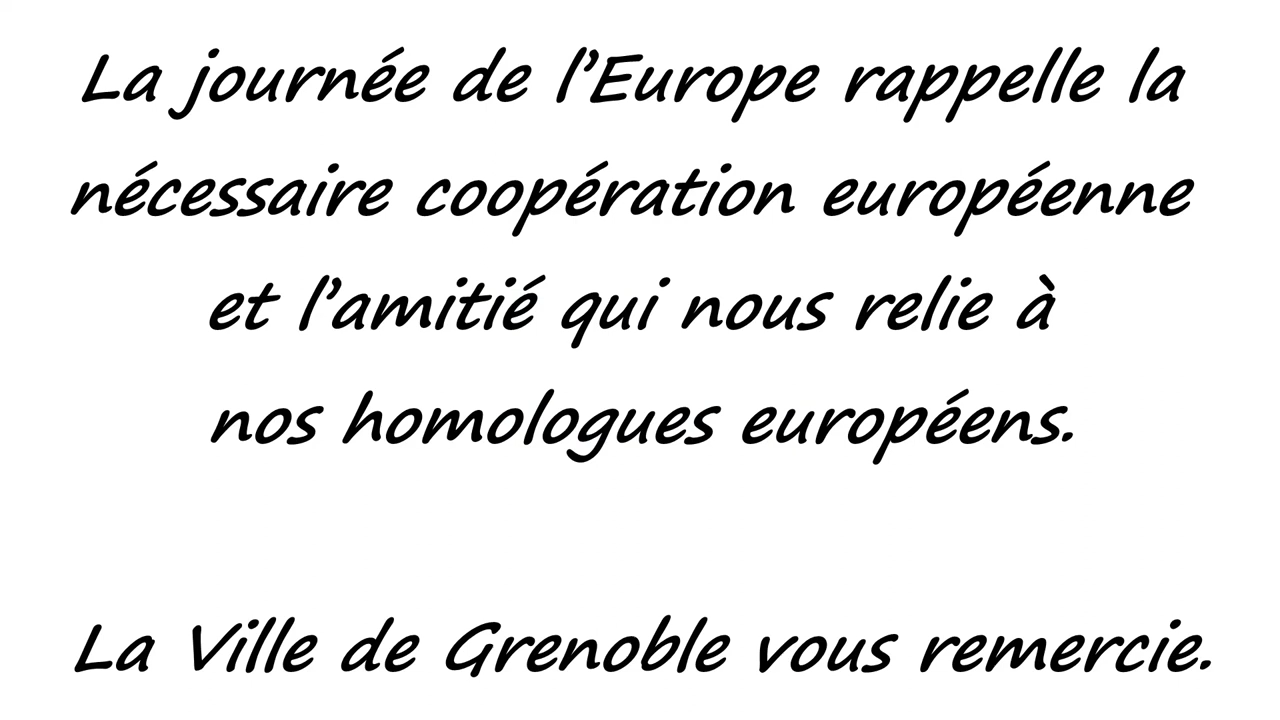 La journée de l’Europe rappelle la
nécessaire coopération européenne
et l’amitié qui nous relie à
nos homologues européens.
La Ville de Grenoble vous remercie.